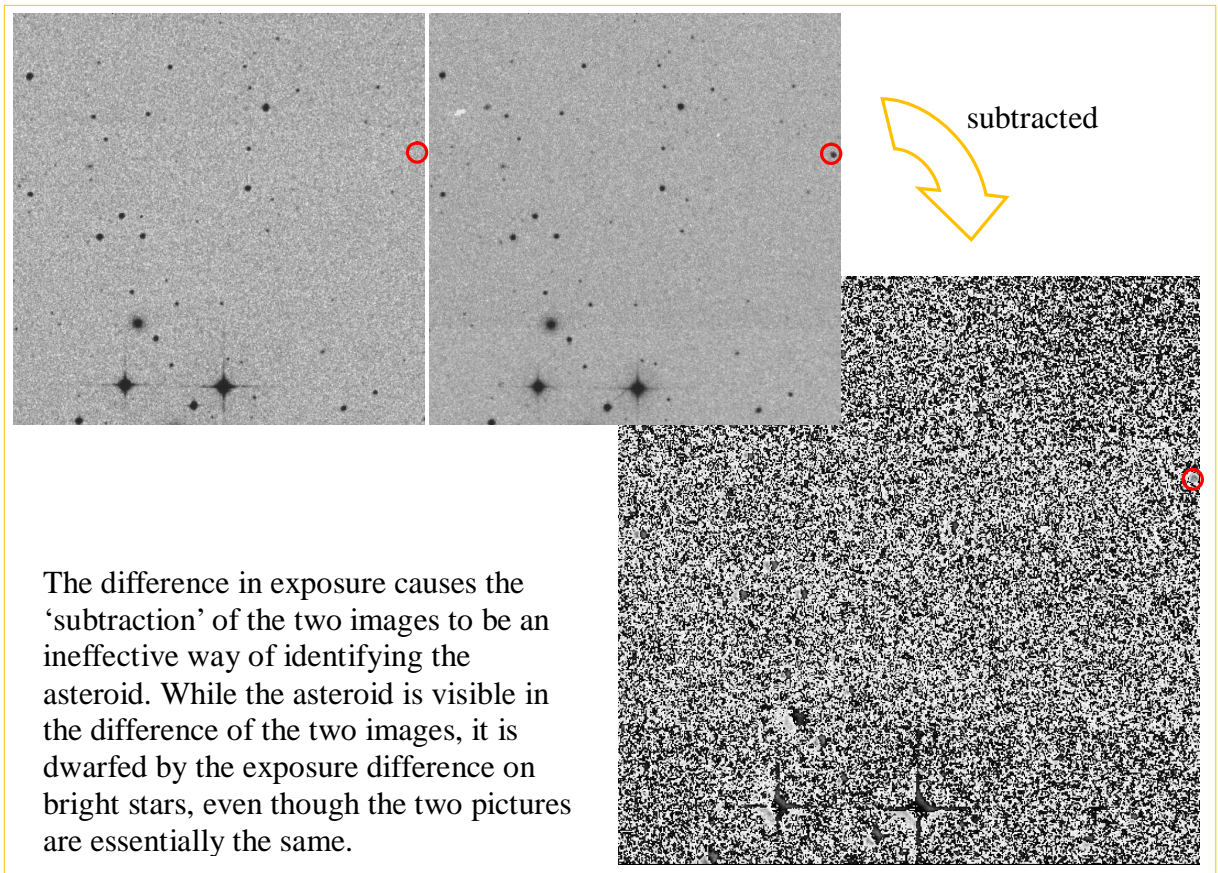 subtracted
The difference in exposure causes the
‘subtraction’ of the two images to be an
ineffective way of identifying the
asteroid. While the asteroid is visible in
the difference of the two images, it is
dwarfed by the exposure difference on
bright stars, even though the two pictures
are essentially the same.